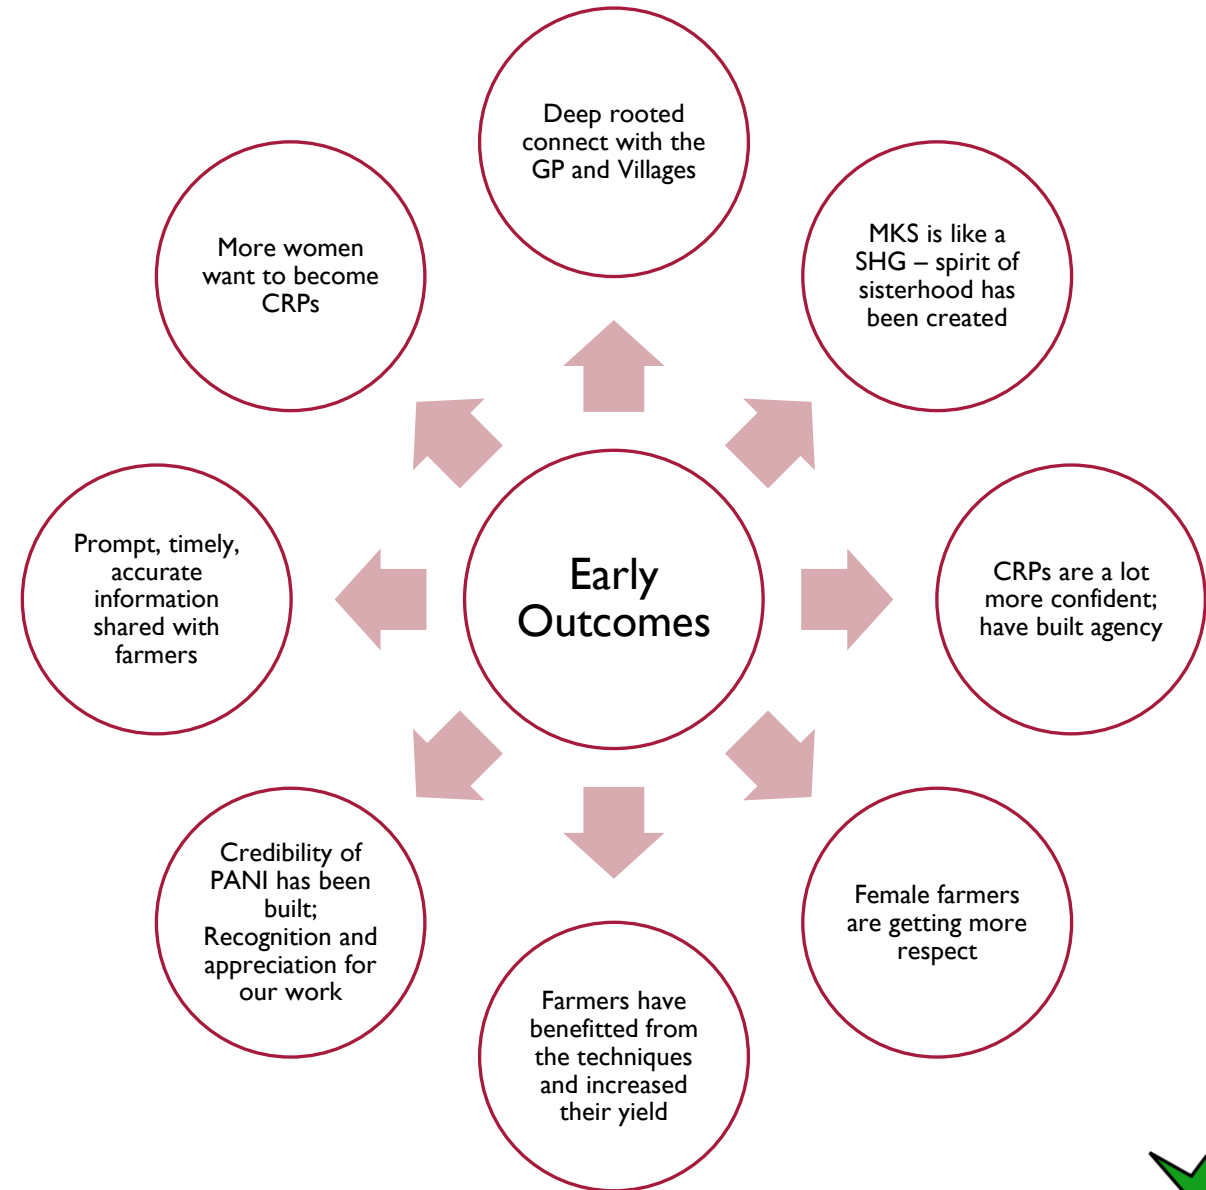 Deep rooted
connect with the
GP and Villages
MKS is like a
SHG – spirit of
sisterhood has
been created
CRPs are a lot
more confident;
have built agency
Female farmers
are getting more
respect
Farmers have
benefitted from
the techniques
and increased
their yield
Credibility of
PANI has been
built;
Recognition and
appreciation for
our work
Prompt, timely,
accurate
information
shared with
farmers
More women
want to become
CRPs
Early
Outcomes